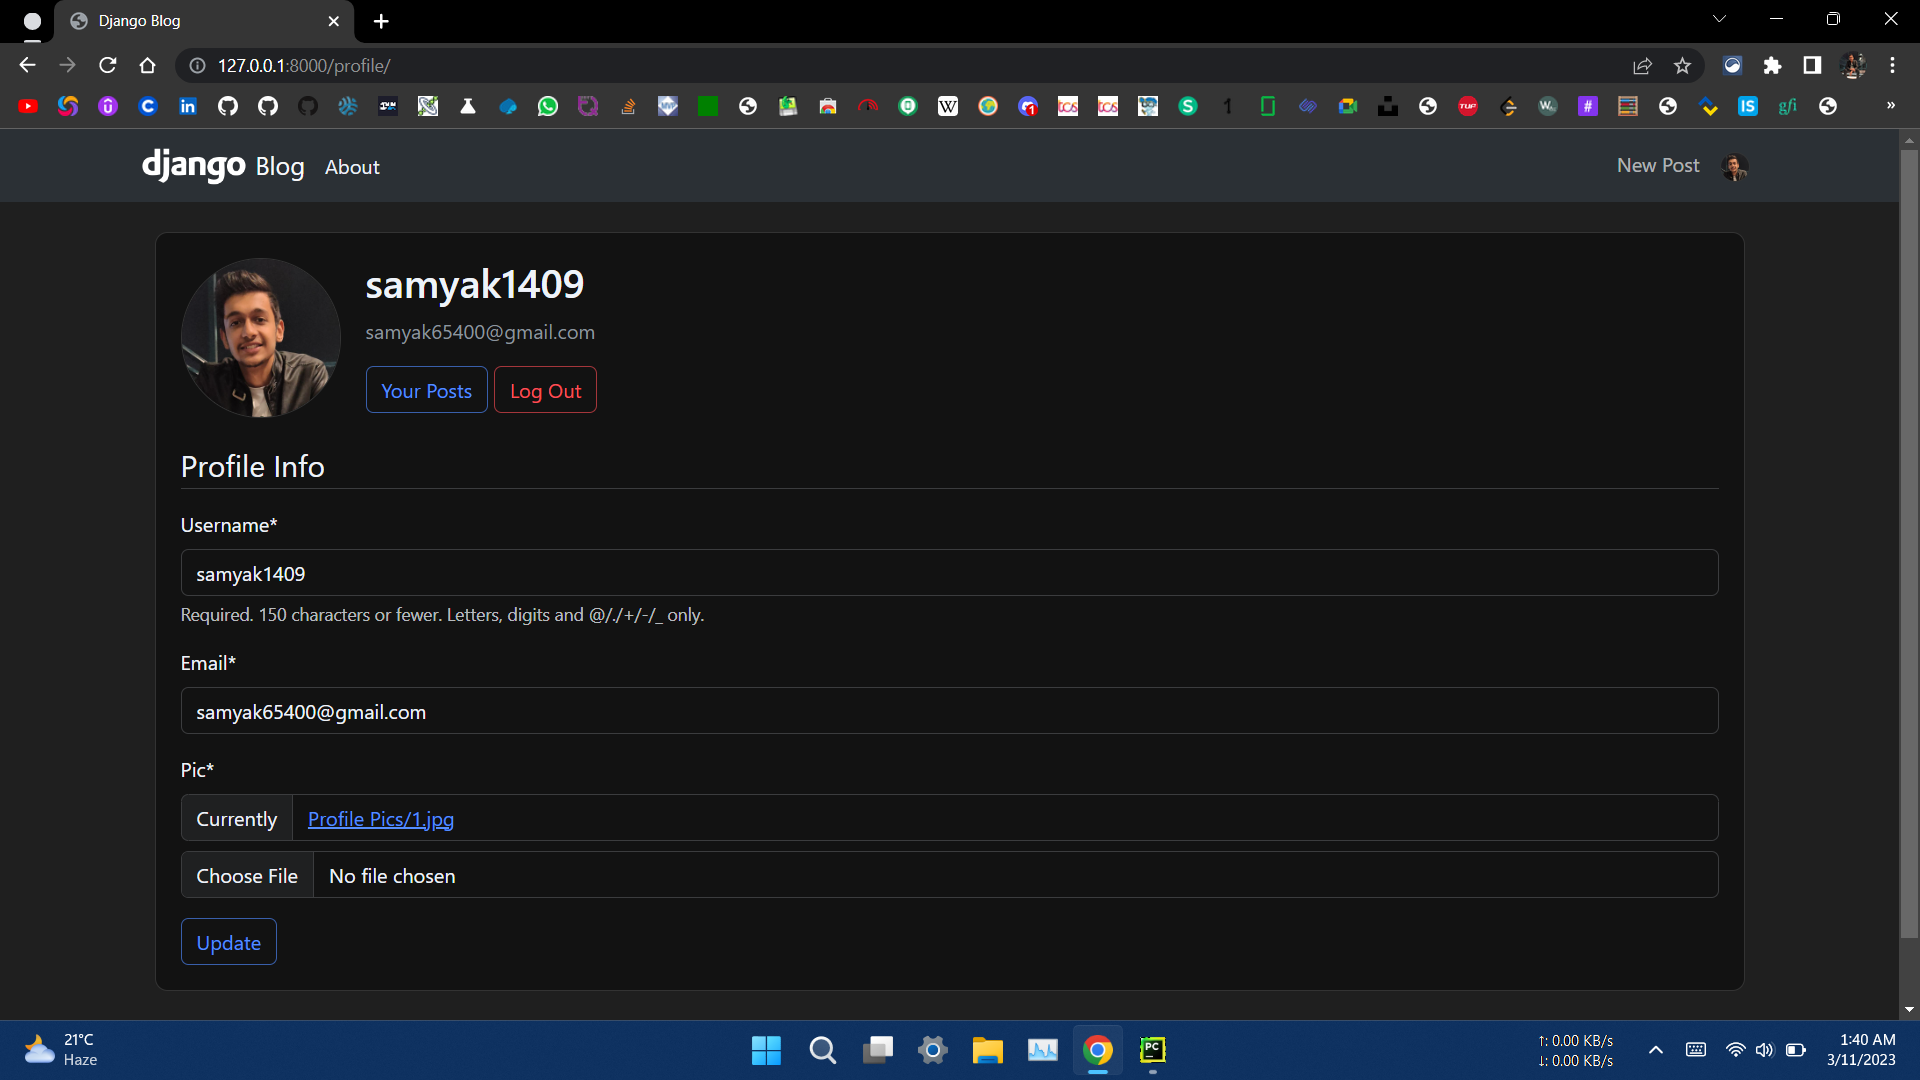 Django Blog
127.0.0.1:8000/profile/
django Blog About New Post
samyak1409
samyak65400@gmail.com
Your Posts Log Out
Profile Info
Username*
samyak1409
Required. 150 characters or fewer. Letters, digits and @/./+/-/_ only.
Email*
samyak65400@gmail.com
Pic*
Currently Profile Pics/1.jpg
Choose File No file chosen
Update
21°C
Haze
↑: 0.00 KB/s
↓: 0.00 KB/s
1:40 AM
3/11/2023